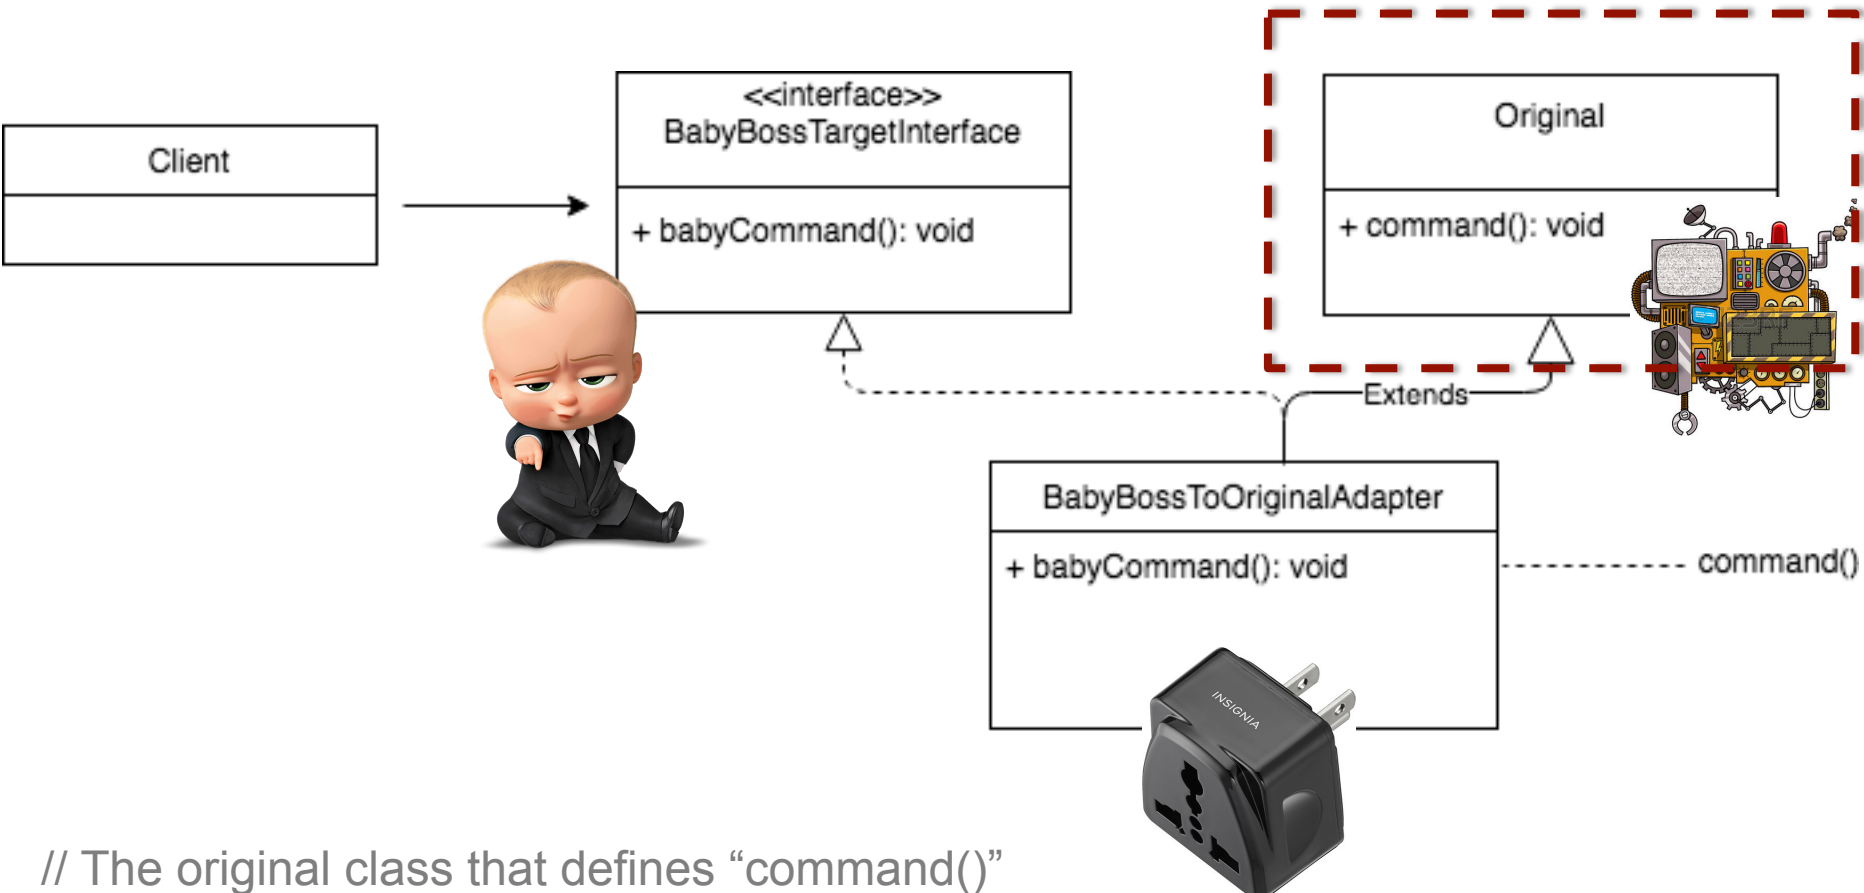 Client
<<interface>>
BabyBossTargetInterface
+ babyCommand(): void
Original
+ command(): void
Extends
BabyBossToOriginalAdapter
+ babyCommand(): void
command()
INSIGNIA
// The original class that defines “command()”